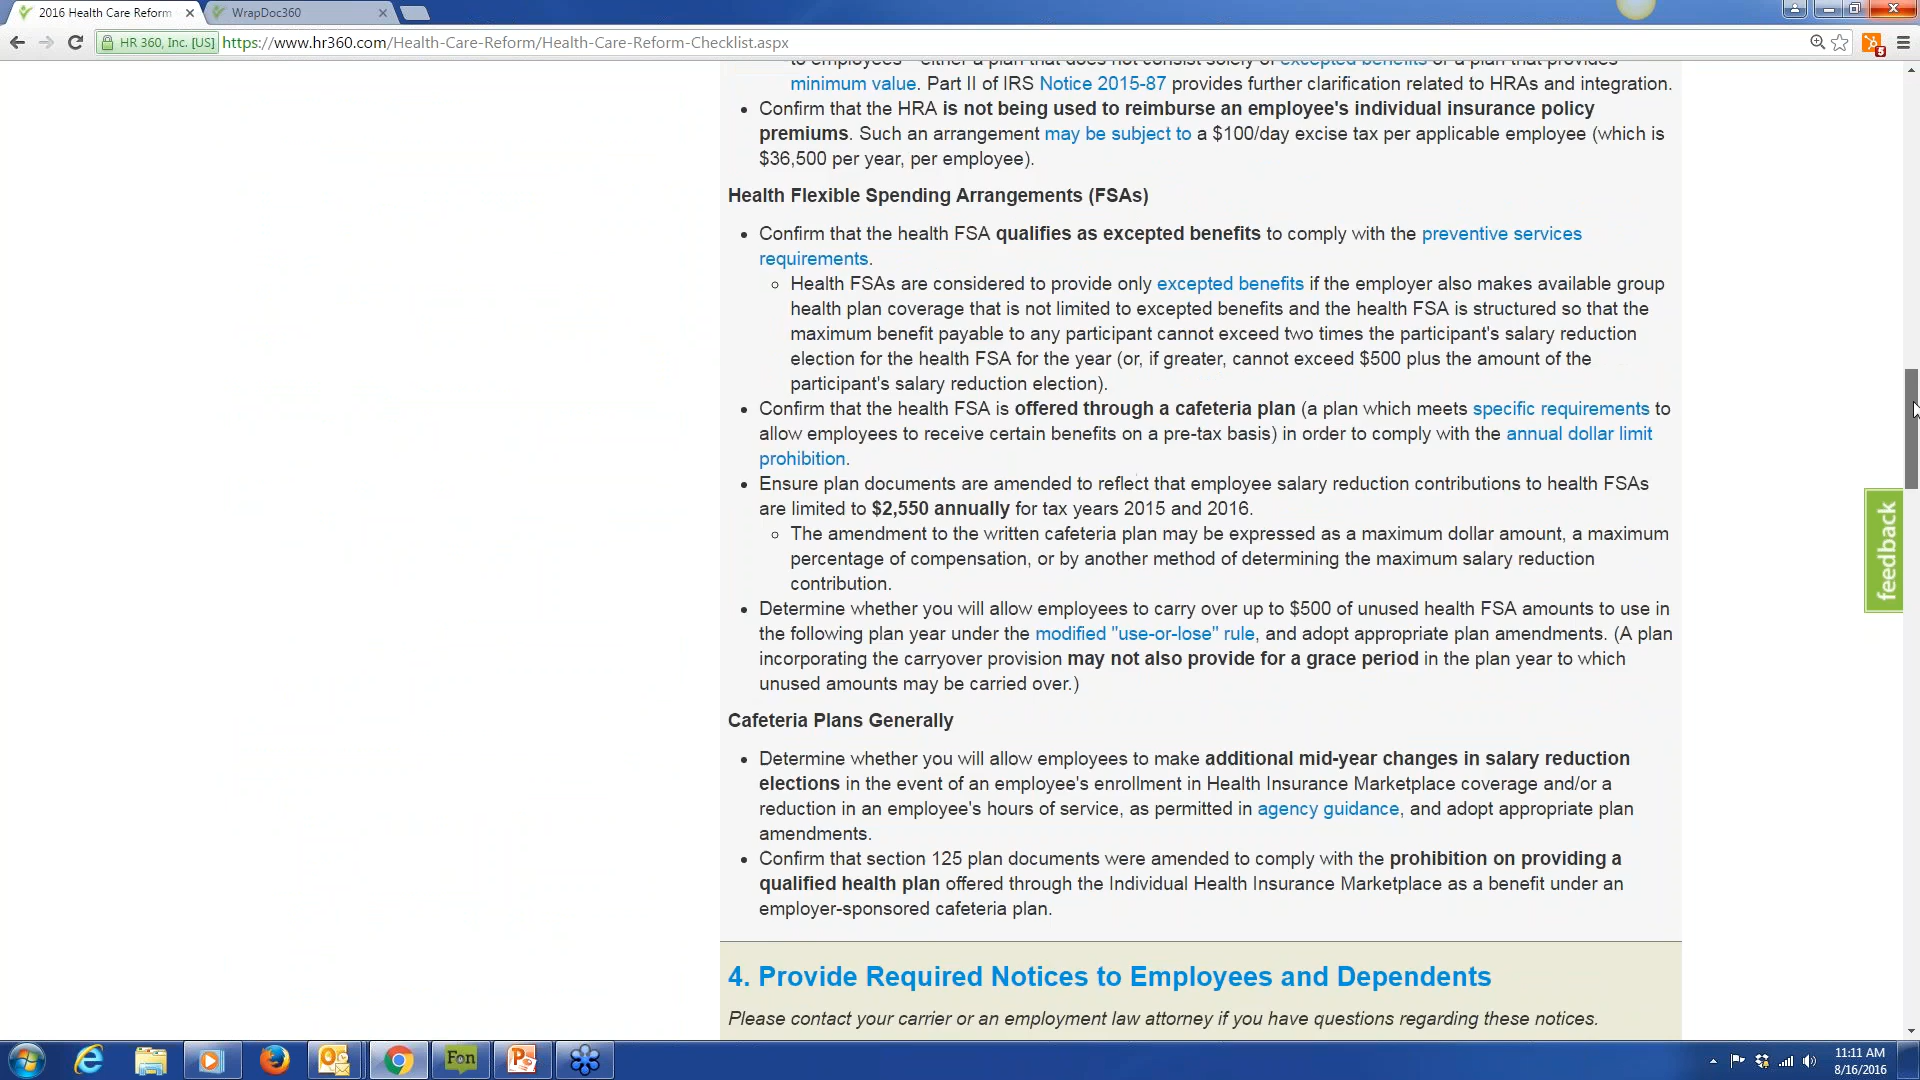 2016 Health Care Reform
WrapDoc360
HR 360, Inc. [US]
https://www.hr360.com/Health-Care-Reform/Health-Care-Reform-Checklist.aspx
to employees—either a plan that does not consist solely of excepted benefits or a plan that provides
minimum value. Part II of IRS Notice 2015-87 provides further clarification related to HRAs and integration.
• Confirm that the HRA is not being used to reimburse an employee's individual insurance policy
premiums. Such an arrangement may be subject to a $100/day excise tax per applicable employee (which is
$36,500 per year, per employee).
Health Flexible Spending Arrangements (FSAs)
• Confirm that the health FSA qualifies as excepted benefits to comply with the preventive services
requirements.
◦ Health FSAs are considered to provide only excepted benefits if the employer also makes available group
health plan coverage that is not limited to excepted benefits and the health FSA is structured so that the
maximum benefit payable to any participant cannot exceed two times the participant's salary reduction
election for the health FSA for the year (or, if greater, cannot exceed $500 plus the amount of the
participant's salary reduction election).
• Confirm that the health FSA is offered through a cafeteria plan (a plan which meets specific requirements to
allow employees to receive certain benefits on a pre-tax basis) in order to comply with the annual dollar limit
prohibition.
• Ensure plan documents are amended to reflect that employee salary reduction contributions to health FSAs
are limited to $2,550 annually for tax years 2015 and 2016.
◦ The amendment to the written cafeteria plan may be expressed as a maximum dollar amount, a maximum
percentage of compensation, or by another method of determining the maximum salary reduction
contribution.
• Determine whether you will allow employees to carry over up to $500 of unused health FSA amounts to use in
the following plan year under the modified "use-or-lose" rule, and adopt appropriate plan amendments. (A plan
incorporating the carryover provision may not also provide for a grace period in the plan year to which
unused amounts may be carried over.)
Cafeteria Plans Generally
• Determine whether you will allow employees to make additional mid-year changes in salary reduction
elections in the event of an employee's enrollment in Health Insurance Marketplace coverage and/or a
reduction in an employee's hours of service, as permitted in agency guidance, and adopt appropriate plan
amendments.
• Confirm that section 125 plan documents were amended to comply with the prohibition on providing a
qualified health plan offered through the Individual Health Insurance Marketplace as a benefit under an
employer-sponsored cafeteria plan.
4. Provide Required Notices to Employees and Dependents
Please contact your carrier or an employment law attorney if you have questions regarding these notices.
feedback
Fon
11:11 AM
8/16/2016